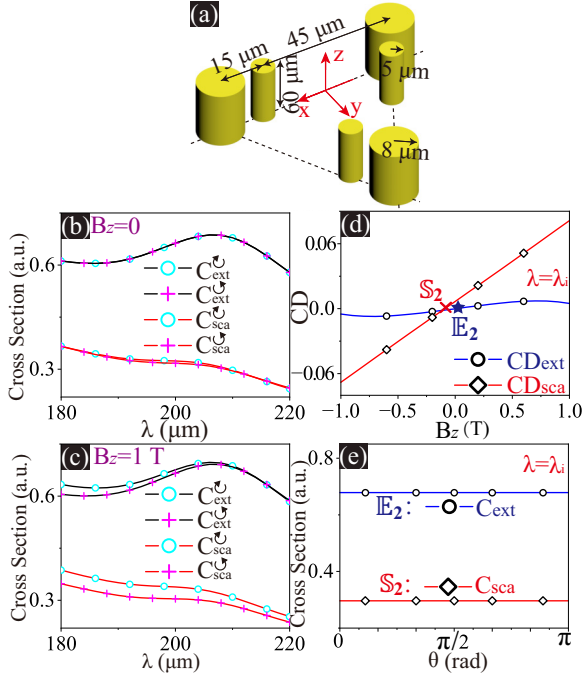 (a)
15 μm
45 μm
60 μm
5 μm
8 μm
z
x
y
(b)
Bz=0
Cross Section (a.u.)
0.6
0.3
Cext
Cext
Csca
Csca
180
200
220
λ (μm)
(d)
CD
0.06
0.0
−0.06
λ=λi
𝕊2
𝔼2
CDext
CDsca
−1.0
−0.5
0.0
0.5
1.0
Bz (T)
(c)
Bz=1 T
Cross Section (a.u.)
0.6
0.3
Cext
Cext
Csca
Csca
180
200
220
λ (μm)
(e)
Cross Section (a.u.)
0.8
0.4
λ=λi
𝔼2:
Cext
𝕊2:
Csca
0
π/2
π
θ (rad)